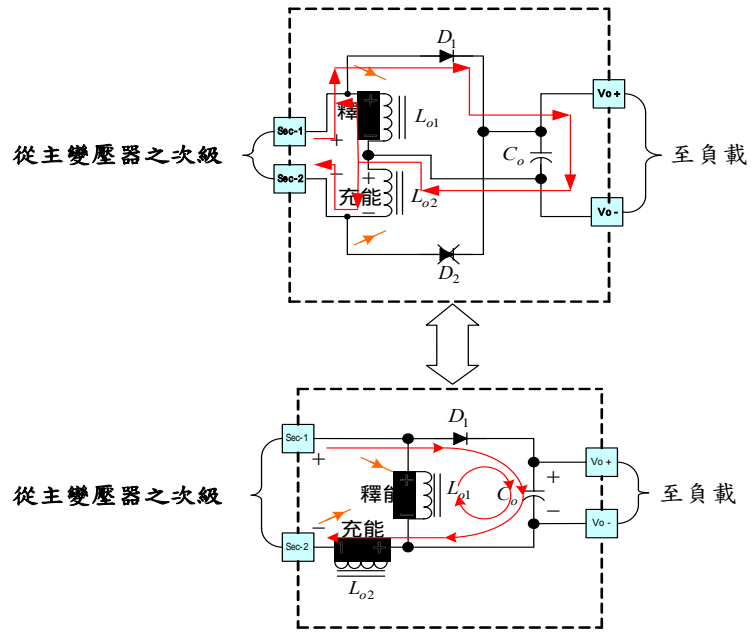 D1
+
釋
Lo1
Vo+
Sec-1
+
−
從主變壓器之次級
Co
至負載
Sec-2
−
+
充能
Lo2
−
Vo-
D2
D1
Sec-1
+
Vo +
+
+
釋能
Lo1
Co
從主變壓器之次級
至負載
−
−
−
Vo -
充能
Sec-2
+
Lo2